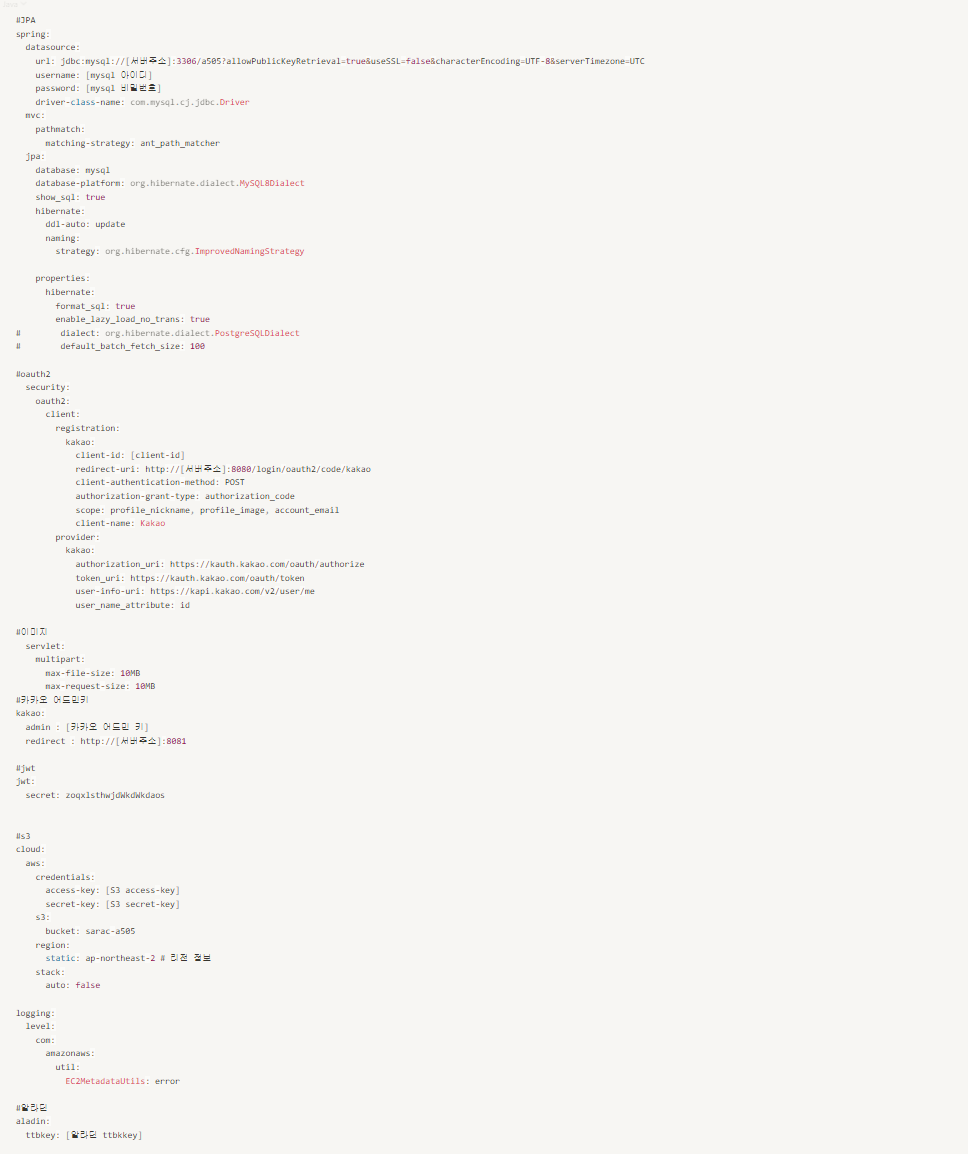 #JPA
spring:
  datasource:
    url: jdbc:mysql://[서버주소]:3306/a505?allowPublicKeyRetrieval=true&useSSL=false&characterEncoding=UTF-8&serverTimezone=UTC
    username: [mysql 아이디]
    password: [mysql 비밀번호]
    driver-class-name: com.mysql.cj.jdbc.Driver
  mvc:
    pathmatch:
      matching-strategy: ant_path_matcher
  jpa:
    database: mysql
    database-platform: org.hibernate.dialect.MySQL8Dialect
    show_sql: true
    hibernate:
      ddl-auto: update
      naming:
        strategy: org.hibernate.cfg.ImprovedNamingStrategy

    properties:
      hibernate:
        format_sql: true
        enable_lazy_load_no_trans: true
#        dialect: org.hibernate.dialect.PostgreSQLDialect
#        default_batch_fetch_size: 100

#oauth2
  security:
    oauth2:
      client:
        registration:
          kakao:
            client-id: [client-id]
            redirect-uri: http://[서버주소]:8080/login/oauth2/code/kakao
            client-authentication-method: POST
            authorization-grant-type: authorization_code
            scope: profile_nickname, profile_image, account_email
            client-name: Kakao
        provider:
          kakao:
            authorization_uri: https://kauth.kakao.com/oauth/authorize
            token_uri: https://kauth.kakao.com/oauth/token
            user-info-uri: https://kapi.kakao.com/v2/user/me
            user_name_attribute: id

#이미지
  servlet:
    multipart:
      max-file-size: 10MB
      max-request-size: 10MB
#카카오 어드민키
kakao:
  admin : [카카오 어드민 키]
  redirect : http://[서버주소]:8081

#jwt
jwt:
  secret: zoqxlsthwjdWkdWkdaos

#s3
cloud:
  aws:
    credentials:
      access-key: [S3 access-key]
      secret-key: [S3 secret-key]
    s3:
      bucket: sarac-a505
    region:
      static: ap-northeast-2 # 리전 정보
    stack:
      auto: false

logging:
  level:
    com:
      amazonaws:
        util:
          EC2MetadataUtils: error

#알라딘
aladin:
  ttbkey: [알라딘 ttbkkey]